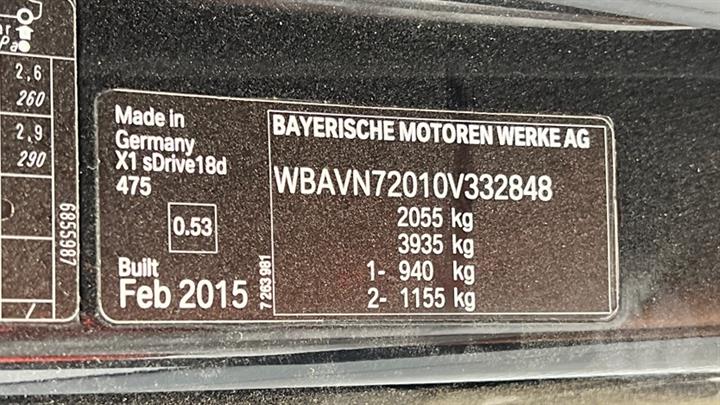 2,6
260
2,9
290
6855987
Made in
Germany
X1 sDrive18d
475
0.53
Built
Feb 2015
7 263 981
BAYERISCHE MOTOREN WERKE AG
WBAVN72010V332848
2055 kg
3935 kg
1- 940 kg
2- 1155 kg